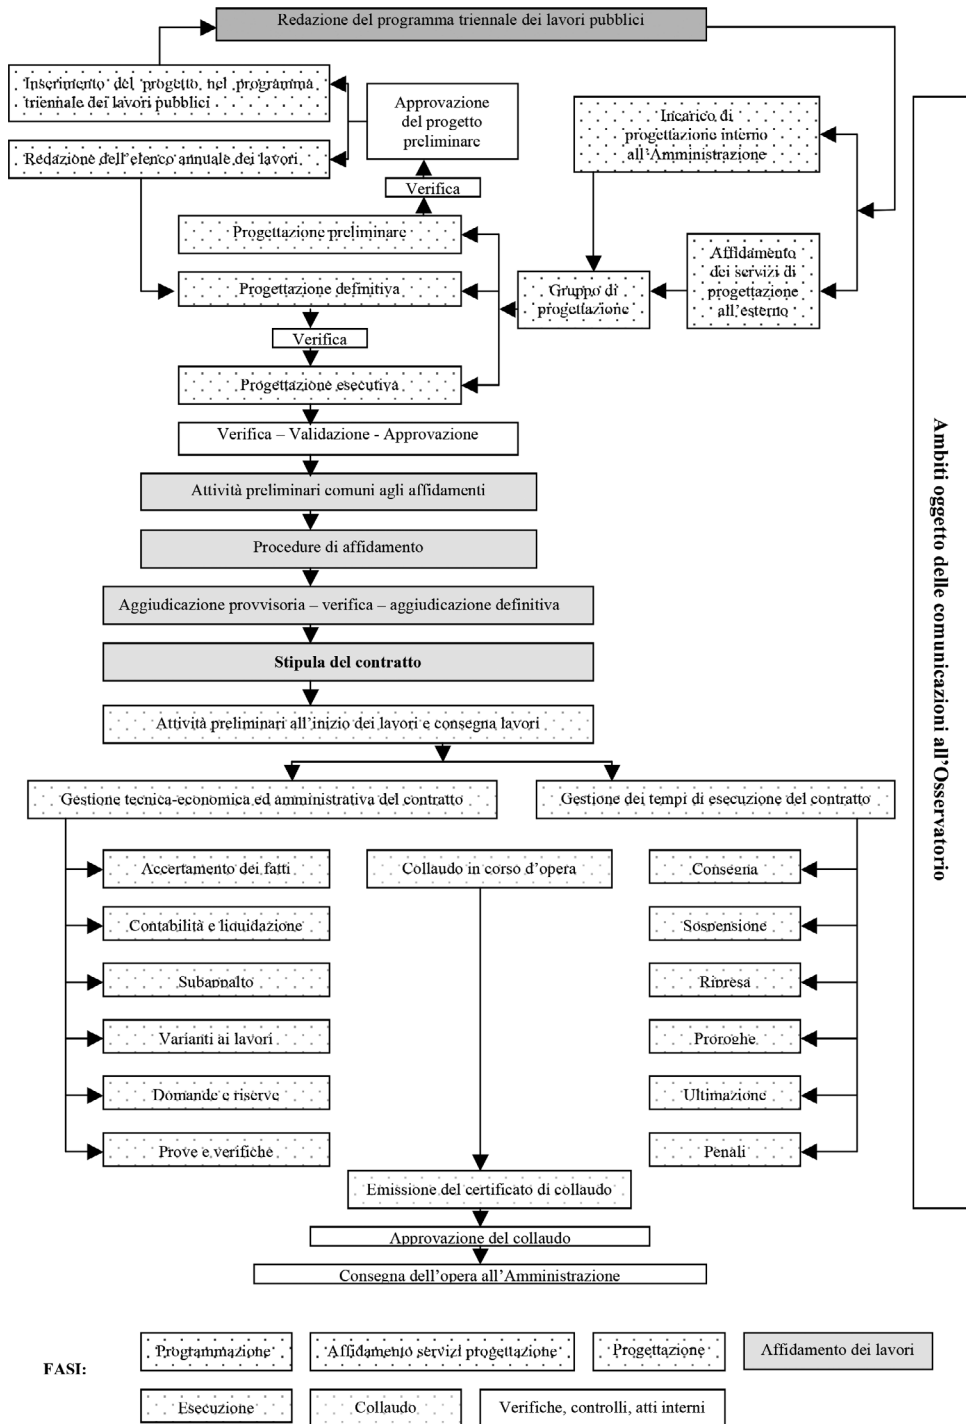 Redazione del programma triennale dei lavori pubblici
Inserimento del progetto nel programma
triennale dei lavori pubblici
Approvazione
del progetto
preliminare
Incarico di
progettazione interno
all'Amministrazione
Redazione dell'elenco annuale dei lavori
Verifica
Progettazione preliminare
Affidamento
dei servizi di
progettazione
all'esterno
Progettazione definitiva
Gruppo di
progettazione
Verifica
Progettazione esecutiva
Verifica – Validazione - Approvazione
Attività preliminari comuni agli affidamenti
Procedure di affidamento
Aggiudicazione provvisoria – verifica – aggiudicazione definitiva
Stipula del contratto
Attività preliminari all'inizio dei lavori e consegna lavori
Gestione tecnica-economica ed amministrativa del contratto
Gestione dei tempi di esecuzione del contratto
Accertamento dei fatti
Collaudo in corso d'opera
Consegna
Contabilità e liquidazione
Sospensione
Subappalto
Ripresa
Varianti ai lavori
Proroghe
Domande e riserve
Ultimazione
Prove e verifiche
Penali
Emissione del certificato di collaudo
Approvazione del collaudo
Consegna dell'opera all'Amministrazione
Ambiti oggetto delle comunicazioni all'Osservatorio
FASI:
Programmazione
Affidamento servizi progettazione
Progettazione
Affidamento dei lavori
Esecuzione
Collaudo
Verifiche, controlli, atti interni